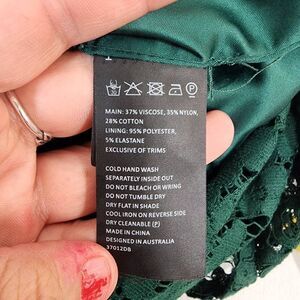 MAIN: 37% VISCOSE, 35% NYLON,
28% COTTON
LINING: 95% POLYESTER,
5% ELASTANE
EXCLUSIVE OF TRIMS
COLD HAND WASH
SEPARATELY INSIDE OUT
DO NOT BLEACH OR WRING
DO NOT TUMBLE DRY
DRY FLAT IN SHADE
COOL IRON ON REVERSE SIDE
DRY CLEANABLE (P)
MADE IN CHINA
DESIGNED IN AUSTRALIA
37012DB